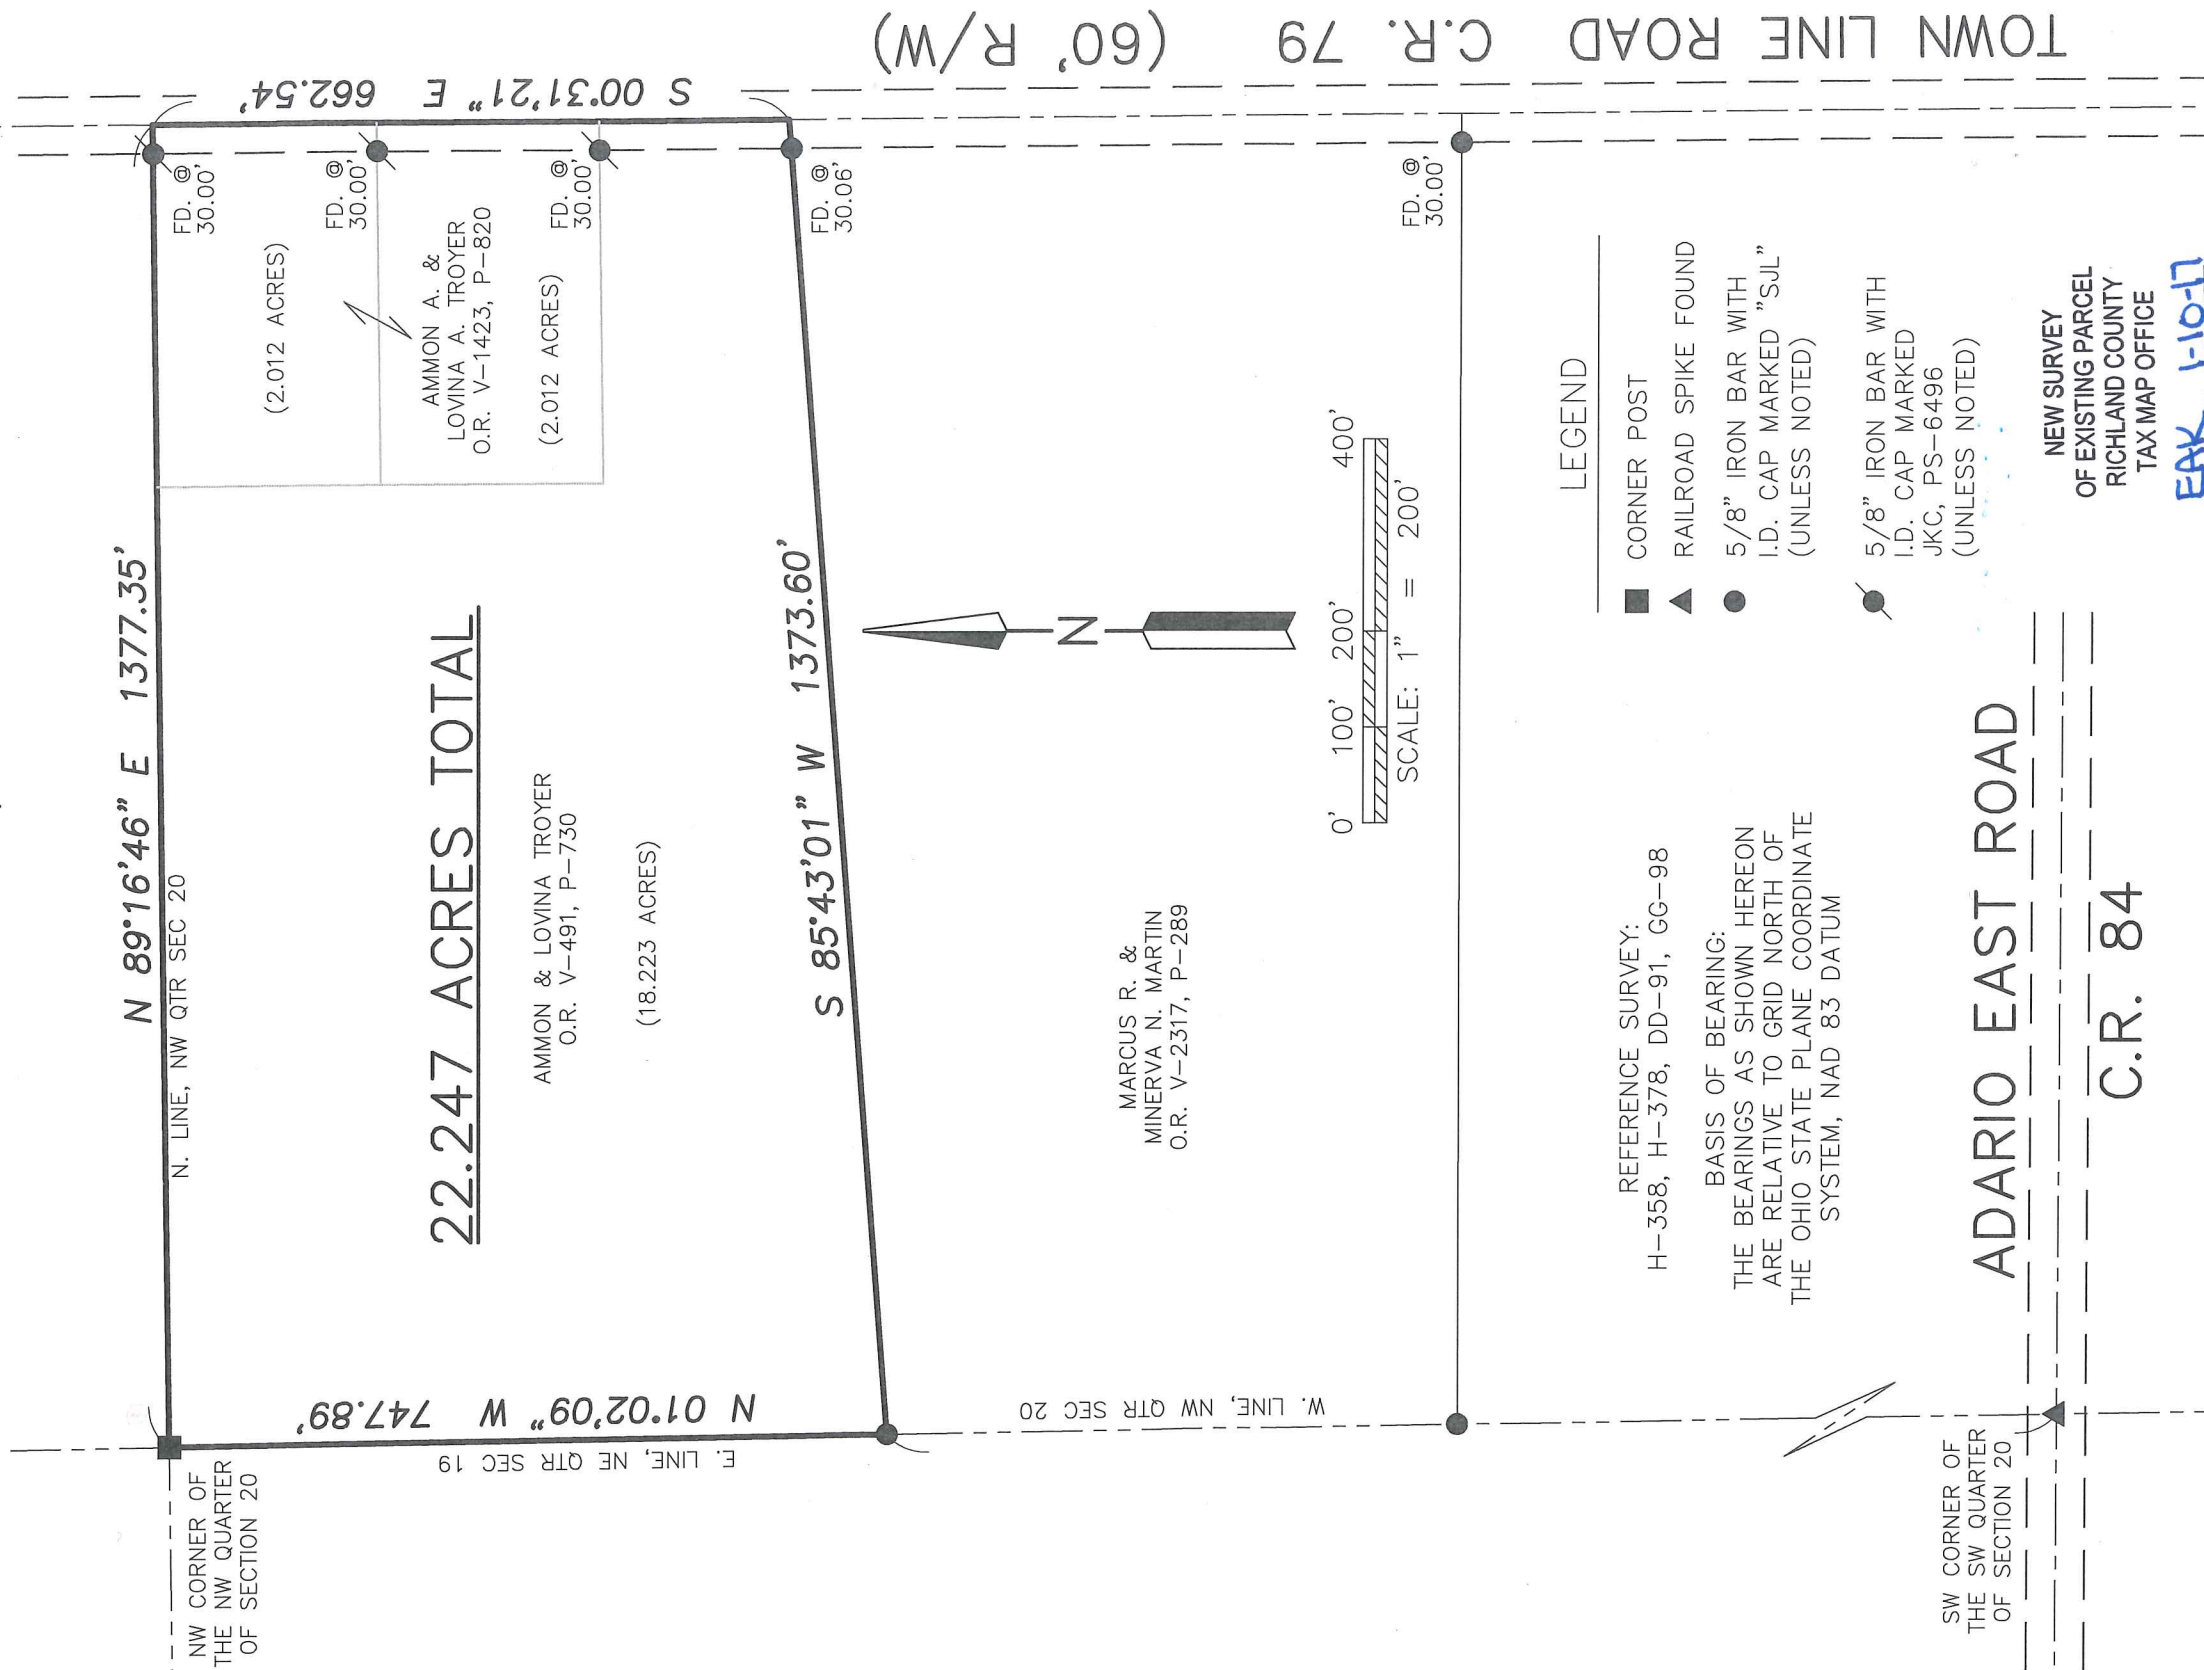 TOWN LINE ROAD C.R. 79 (60' R/W)
N 89°16'46" E 1377.35'
N. LINE, NW QTR SEC 20
S 00°31'21" E 662.54'
NW CORNER OF
THE NW QUARTER
OF SECTION 20
22.247 ACRES TOTAL
AMMON & LOVINA TROYER
O.R. V-491, P-730
(18.223 ACRES)
(2.012 ACRES)
AMMON A. &
LOVINA A. TROYER
O.R. V-1423, P-820
(2.012 ACRES)
FD. @
30.00'
FD. @
30.00'
FD. @
30.00'
FD. @
30.06'
N 01°02'09" W 747.89'
E. LINE, NE QTR SEC 19
S 85°43'01" W 1373.60'
W. LINE, NW QTR SEC 20
MARCUS R. &
MINERVA N. MARTIN
O.R. V-2317, P-289
N
0' 100' 200' 400'
SCALE: 1" = 200'
FD. @
30.00'
REFERENCE SURVEY:
H-358, H-378, DD-91, GG-98
BASIS OF BEARING:
THE BEARINGS AS SHOWN HEREON
ARE RELATIVE TO GRID NORTH OF
THE OHIO STATE PLANE COORDINATE
SYSTEM, NAD 83 DATUM
LEGEND
CORNER POST
RAILROAD SPIKE FOUND
5/8" IRON BAR WITH
I.D. CAP MARKED "SJL"
(UNLESS NOTED)
5/8" IRON BAR WITH
I.D. CAP MARKED
JKC, PS-6496
(UNLESS NOTED)
SW CORNER OF
THE SW QUARTER
OF SECTION 20
ADARIO EAST ROAD
C.R. 84
NEW SURVEY
OF EXISTING PARCEL
RICHLAND COUNTY
TAX MAP OFFICE
EAK 1-10-17